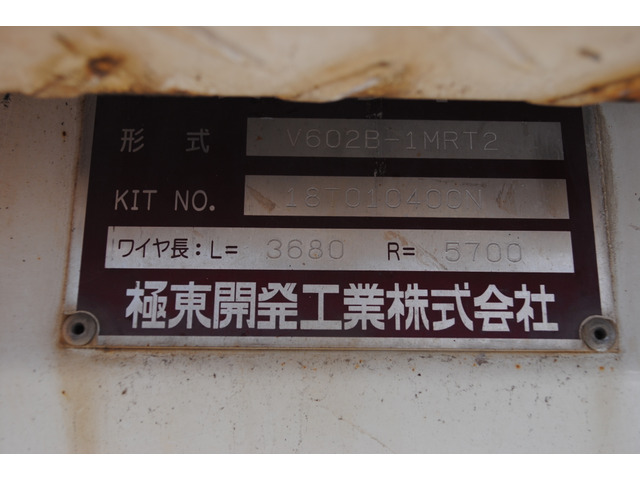 形 式 V602B-1MRT2
KIT NO. 18701040CN
ワイヤ長:L= 3680 R= 5700
極東開発工業株式会社